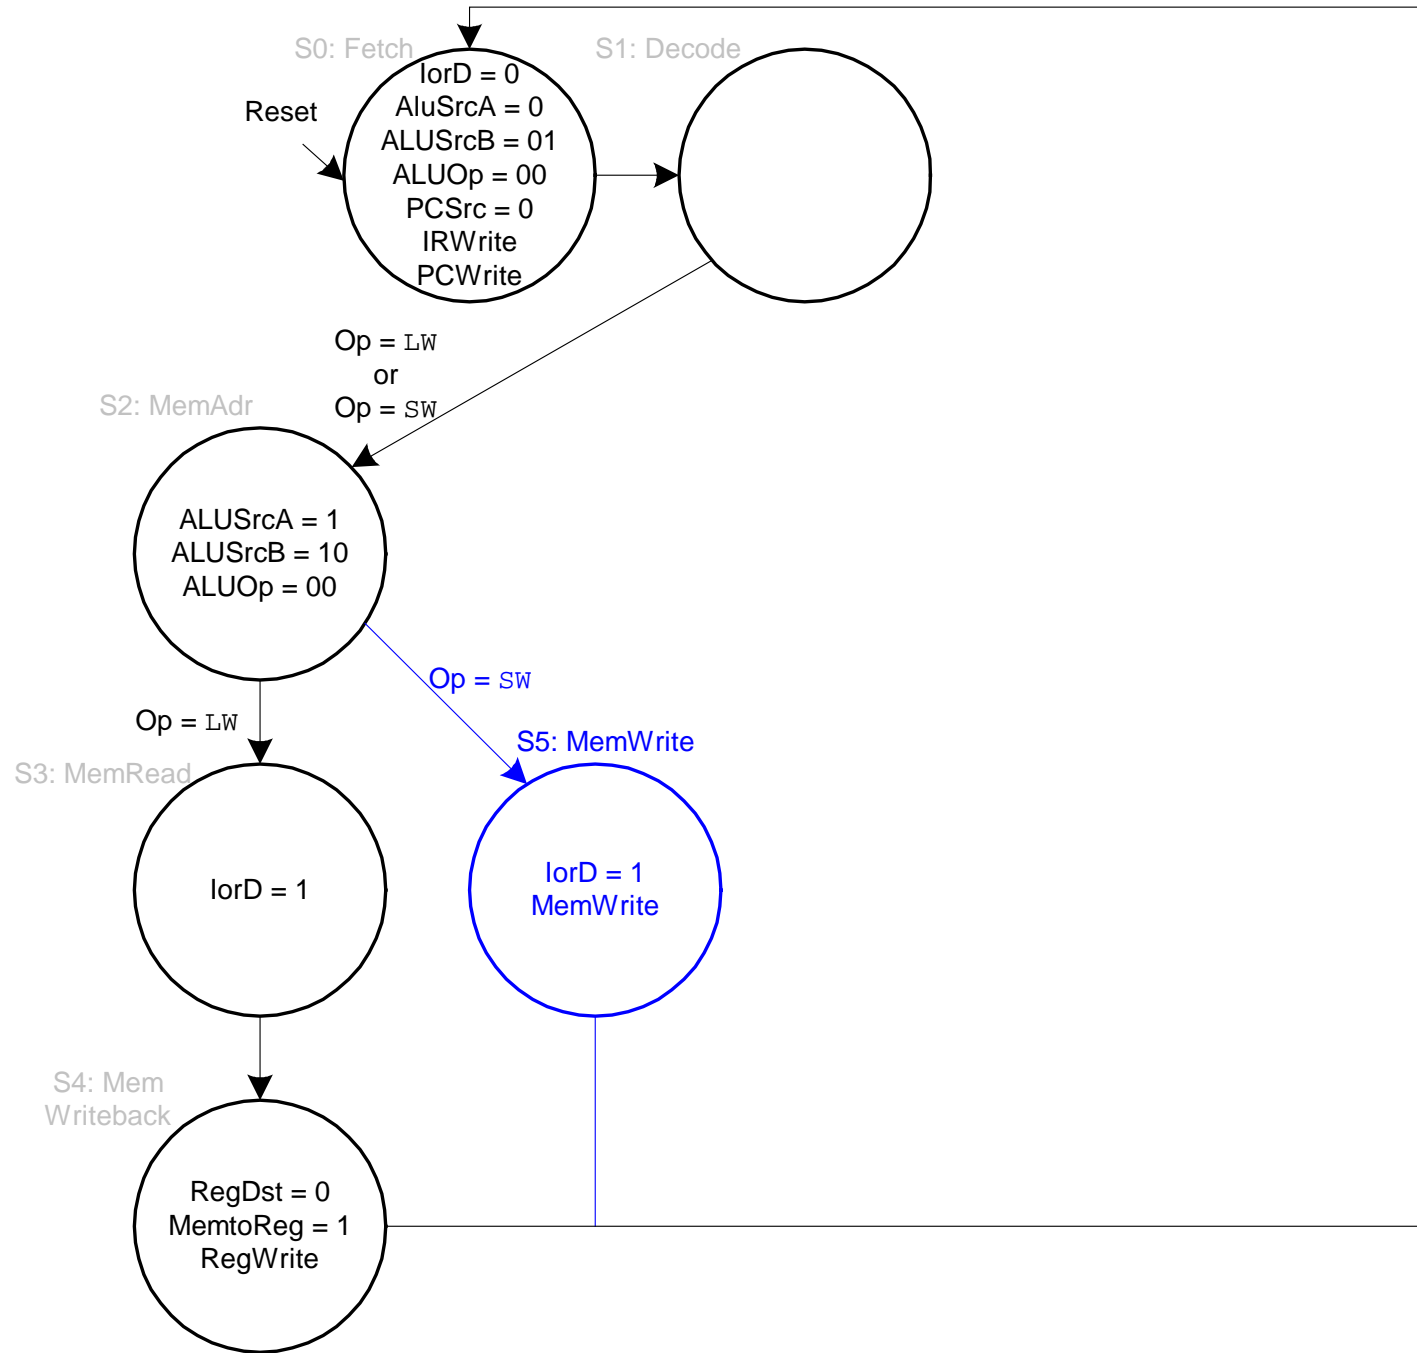 S0: Fetch
S1: Decode
Reset
IorD = 0
AluSrcA = 0
ALUSrcB = 01
ALUOp = 00
PCSrc = 0
IRWrite
PCWrite
Op = LW
or
Op = SW
S2: MemAdr
ALUSrcA = 1
ALUSrcB = 10
ALUOp = 00
Op = SW
Op = LW
S5: MemWrite
S3: MemRead
IorD = 1
IorD = 1
MemWrite
S4: Mem
Writeback
RegDst = 0
MemtoReg = 1
RegWrite